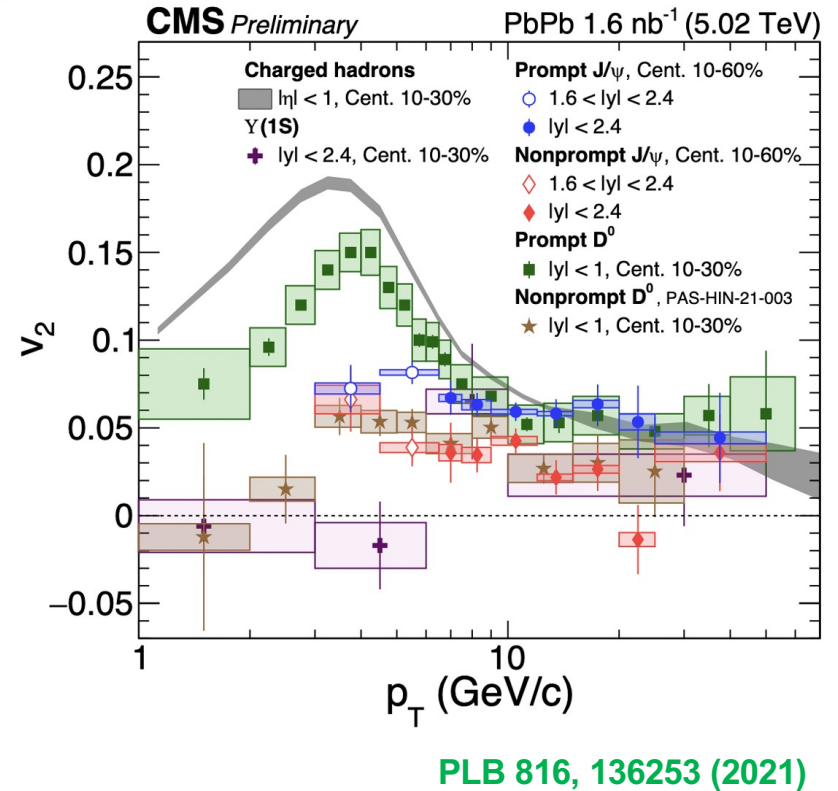 CMS Preliminary PbPb 1.6 nb⁻¹ (5.02 TeV)
Charged hadrons
|η| < 1, Cent. 10-30%
ϒ(1S)
|y| < 2.4, Cent. 10-30%
Prompt J/ψ, Cent. 10-60%
1.6 < |y| < 2.4
|y| < 2.4
Nonprompt J/ψ, Cent. 10-60%
1.6 < |y| < 2.4
|y| < 2.4
Prompt D⁰
|y| < 1, Cent. 10-30%
Nonprompt D⁰, PAS-HIN-21-003
|y| < 1, Cent. 10-30%
v₂
0.25
0.2
0.15
0.1
0.05
0
−0.05
1 10
p_T (GeV/c)
PLB 816, 136253 (2021)